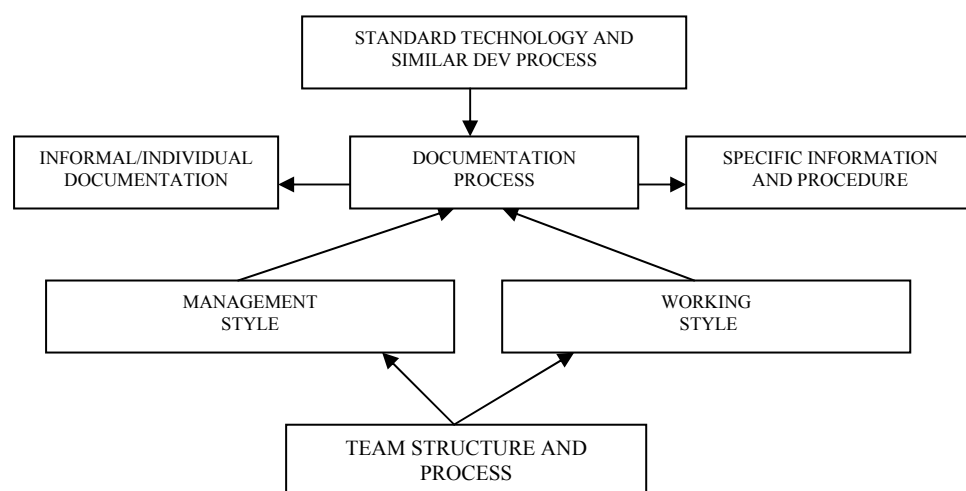 STANDARD TECHNOLOGY AND
SIMILAR DEV PROCESS
INFORMAL/INDIVIDUAL
DOCUMENTATION
DOCUMENTATION
PROCESS
SPECIFIC INFORMATION
AND PROCEDURE
MANAGEMENT
STYLE
WORKING
STYLE
TEAM STRUCTURE AND
PROCESS